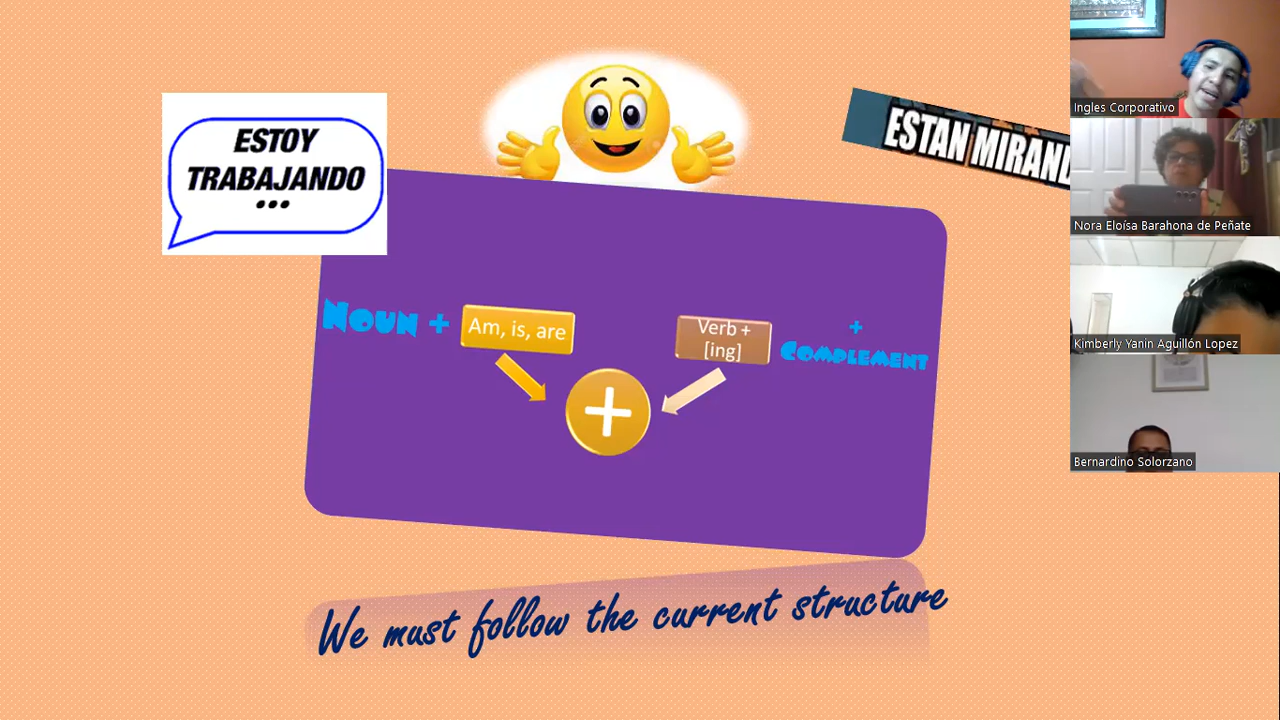 ESTOY
TRABAJANDO
...
ESTAN MIRAND
Noun +
Am, is, are
Verb +
[ing]
+
Complement
+
We must follow the current structure
Ingles Corporativo
Nora Eloísa Barahona de Peñate
Kimberly Yanin Aguillón Lopez
Bernardino Solorzano